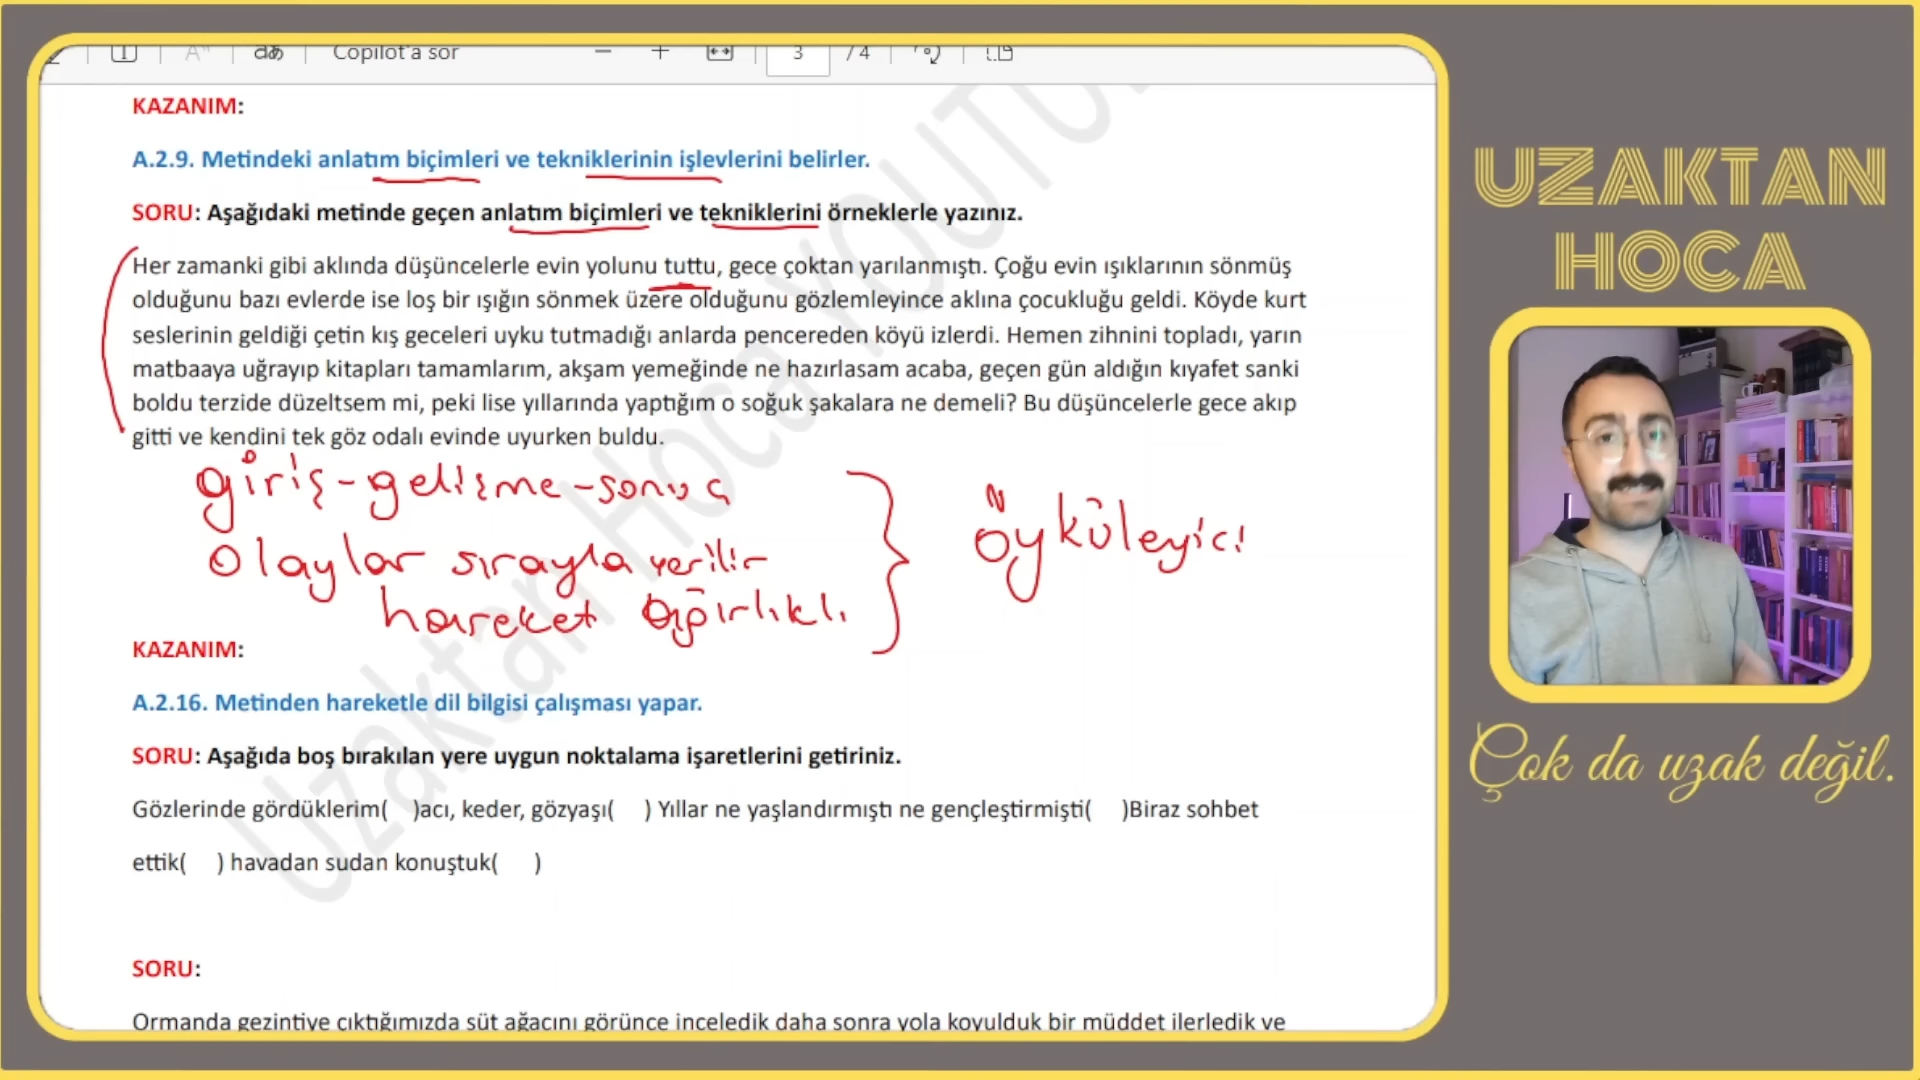 Copilot'a sor
3 / 4
KAZANIM:
A.2.9. Metindeki anlatım biçimleri ve tekniklerinin işlevlerini belirler.
SORU: Aşağıdaki metinde geçen anlatım biçimleri ve tekniklerini örneklerle yazınız.
Her zamanki gibi aklında düşüncelerle evin yolunu tuttu, gece çoktan yarılanmıştı. Çoğu evin ışıklarının sönmüş
olduğunu bazı evlerde ise loş bir ışığın sönmek üzere olduğunu gözlemleyince aklına çocukluğu geldi. Köyde kurt
seslerinin geldiği çetin kış geceleri uyku tutmadığı anlarda pencereden köyü izlerdi. Hemen zihnini topladı, yarın
matbaaya uğrayıp kitapları tamamlarım, akşam yemeğinde ne hazırlasam acaba, geçen gün aldığın kıyafet sanki
boldu terzide düzeltsem mi, peki lise yıllarında yaptığım o soğuk şakalara ne demeli? Bu düşüncelerle gece akıp
gitti ve kendini tek göz odalı evinde uyurken buldu.
giriş-gelişme-sonuç
Olaylar sırayla verilir
hareket ağırlıklı
öyküleyici
KAZANIM:
A.2.16. Metinden hareketle dil bilgisi çalışması yapar.
SORU: Aşağıda boş bırakılan yere uygun noktalama işaretlerini getiriniz.
Gözlerinde gördüklerim( )acı, keder, gözyaşı( ) Yıllar ne yaşlandırmıştı ne gençleştirmişti( )Biraz sohbet
ettik( ) havadan sudan konuştuk( )
SORU:
Ormanda gezintiye çıktığımızda süt ağacını görünce inceledik daha sonra yola koyulduk bir müddet ilerledik ve
Uzaktan Hoca YOUTU
UZAKTAN
HOCA
Çok da uzak değil.